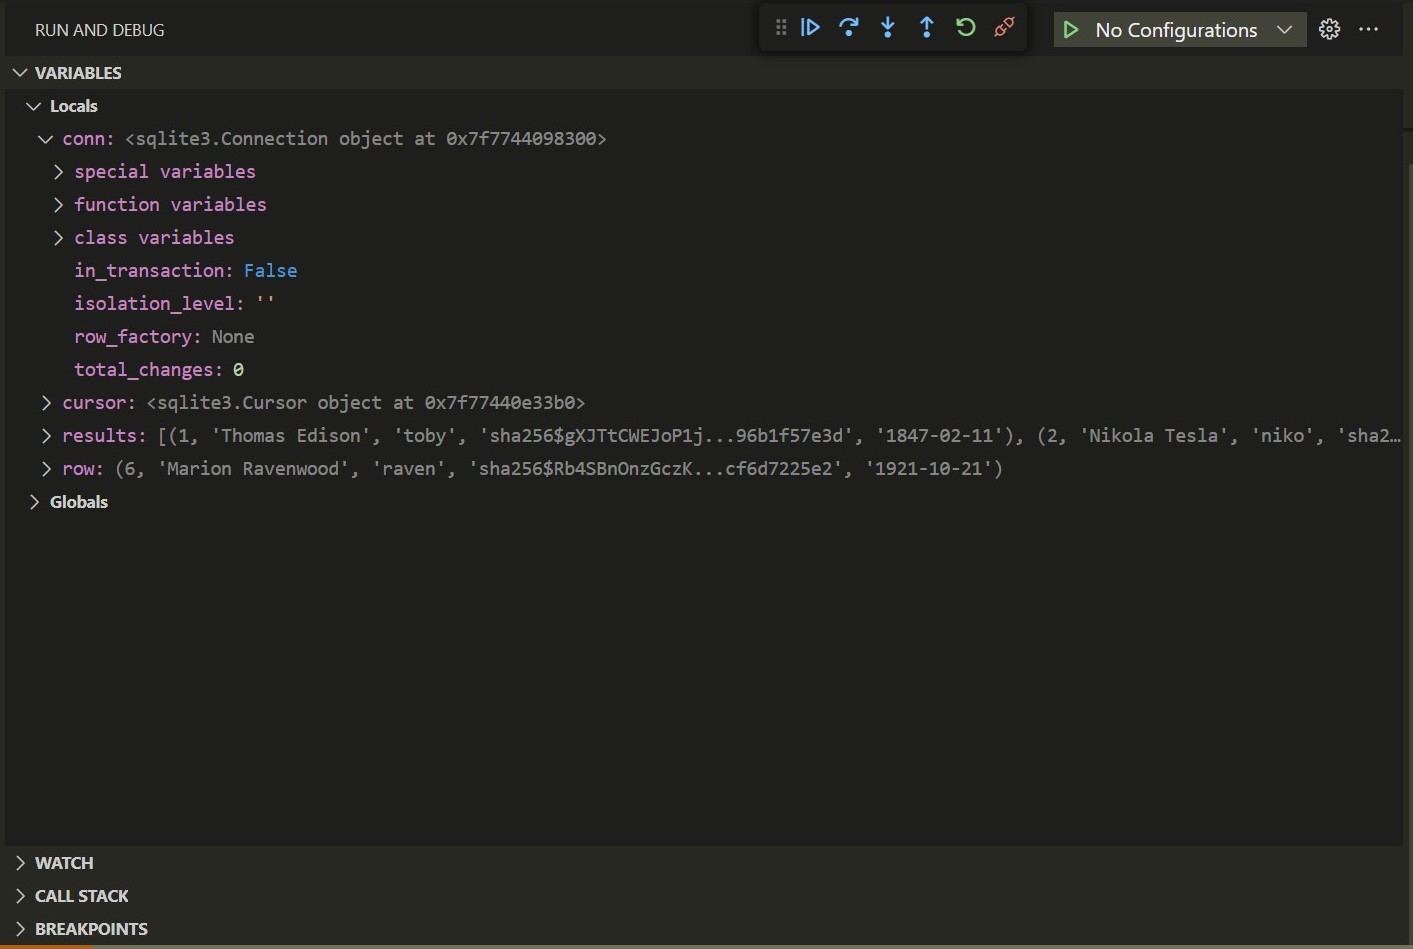 RUN AND DEBUG
No Configurations
VARIABLES
Locals
conn: <sqlite3.Connection object at 0x7f7744098300>
special variables
function variables
class variables
in_transaction: False
isolation_level: ''
row_factory: None
total_changes: 0
cursor: <sqlite3.Cursor object at 0x7f77440e33b0>
results: [(1, 'Thomas Edison', 'toby', 'sha256$gXJTtCWEJoP1j...96b1f57e3d', '1847-02-11'), (2, 'Nikola Tesla', 'niko', 'sha2...
row: (6, 'Marion Ravenwood', 'raven', 'sha256$Rb4SBnOnzGczK...cf6d7225e2', '1921-10-21')
Globals
WATCH
CALL STACK
BREAKPOINTS